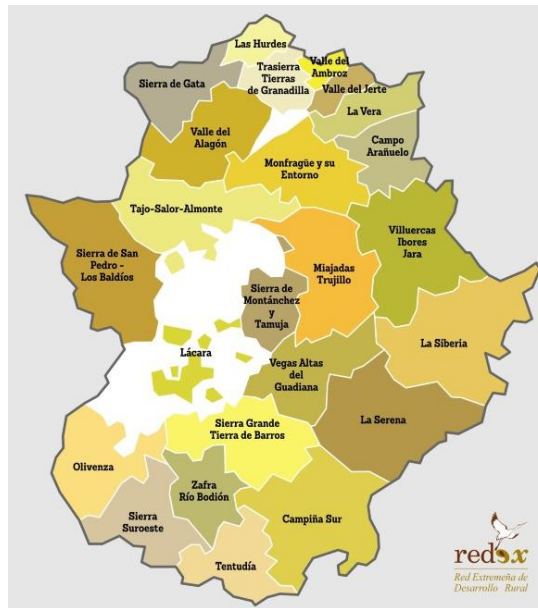 Las Hurdes
Valle del
Ambroz
Trasierra
Tierras
de Granadilla
Sierra de Gata
Valle del Jerte
La Vera
Valle del
Alagón
Campo
Arañuelo
Monfragüe y su
Entorno
Tajo-Salor-Almonte
Villuercas
Ibores
Jara
Sierra de San
Pedro -
Los Baldíos
Miajadas
Trujillo
Sierra de
Montánchez
y
Tamuja
La Siberia
Lácara
Vegas Altas
del
Guadiana
La Serena
Sierra Grande
Tierra de Barros
Olivenza
Zafra
Río Bodión
Sierra
Suroeste
Campiña Sur
Tentudía
redex
Red Extremeña de
Desarrollo Rural